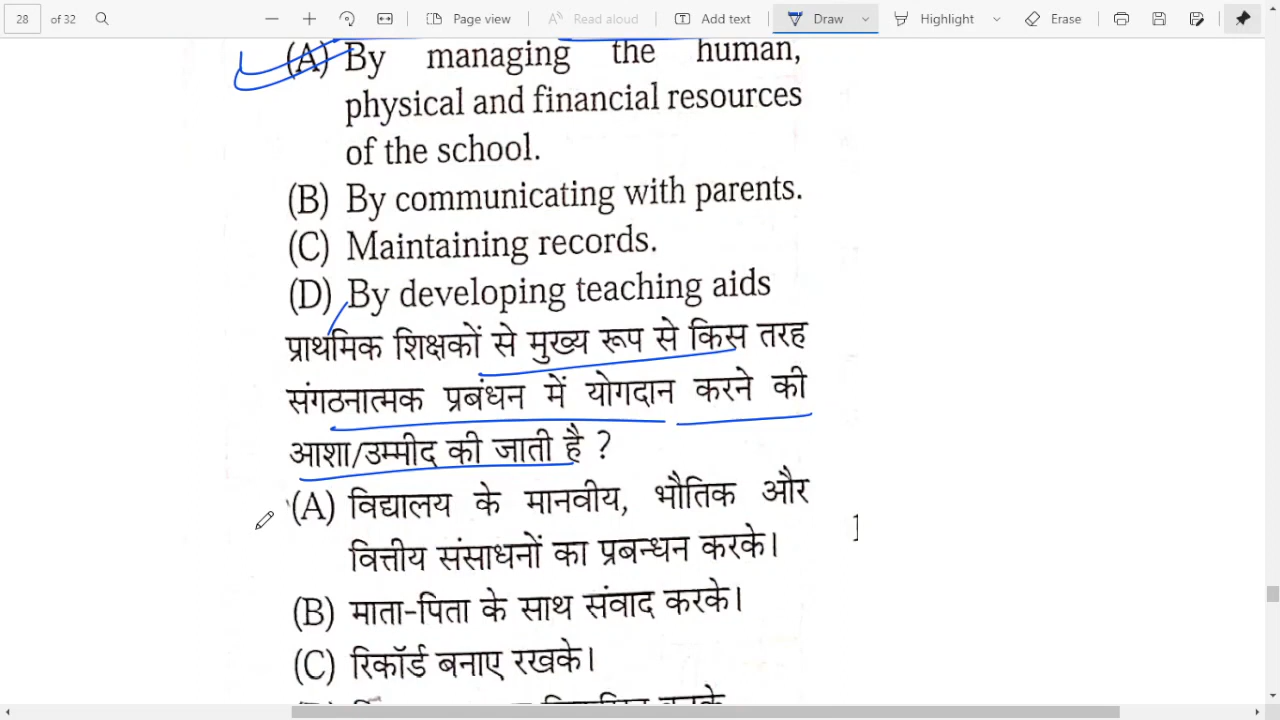 28 of 32 Page view Read aloud Add text Draw Highlight Erase
(A) By managing the human,
physical and financial resources
of the school.
(B) By communicating with parents.
(C) Maintaining records.
(D) By developing teaching aids
प्राथमिक शिक्षकों से मुख्य रूप से किस तरह
संगठनात्मक प्रबंधन में योगदान करने की
आशा/उम्मीद की जाती है ?
(A) विद्यालय के मानवीय, भौतिक और
वित्तीय संसाधनों का प्रबन्धन करके।
(B) माता-पिता के साथ संवाद करके।
(C) रिकॉर्ड बनाए रखके।